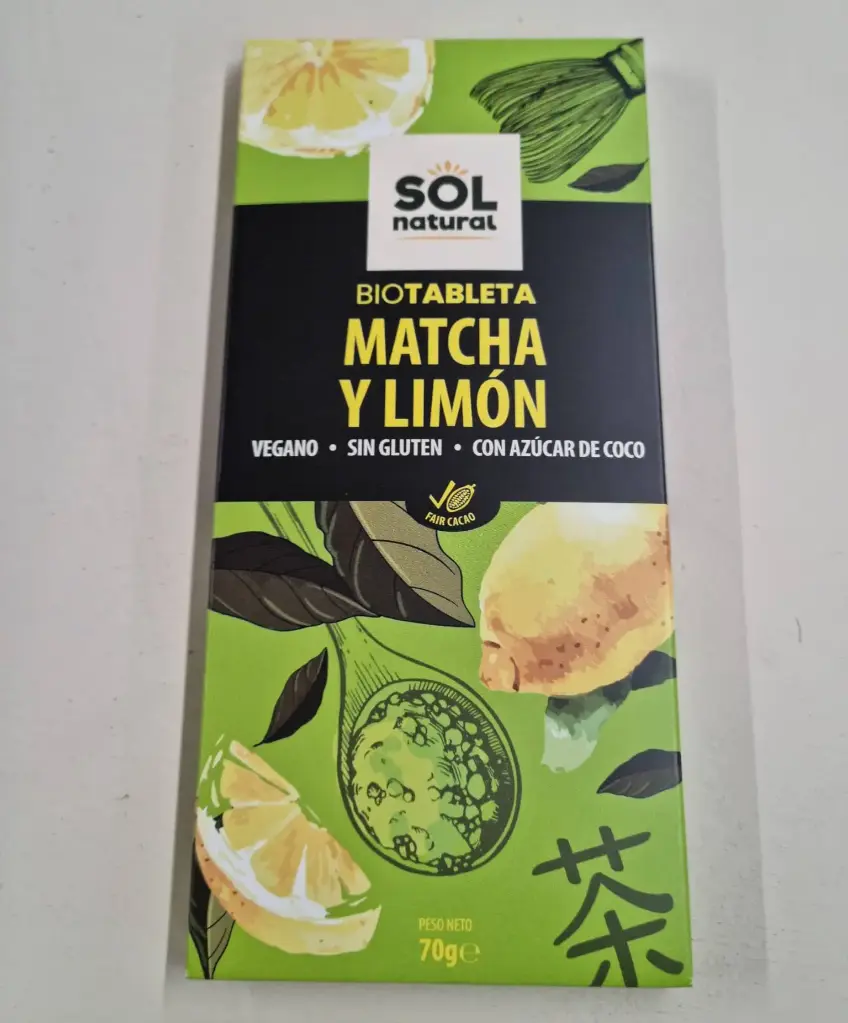 SOL
natural
BIOTABLETA
MATCHA
Y LIMÓN
VEGANO • SIN GLUTEN • CON AZÚCAR DE COCO
FAIR CACAO
PESO NETO
70g℮
茶